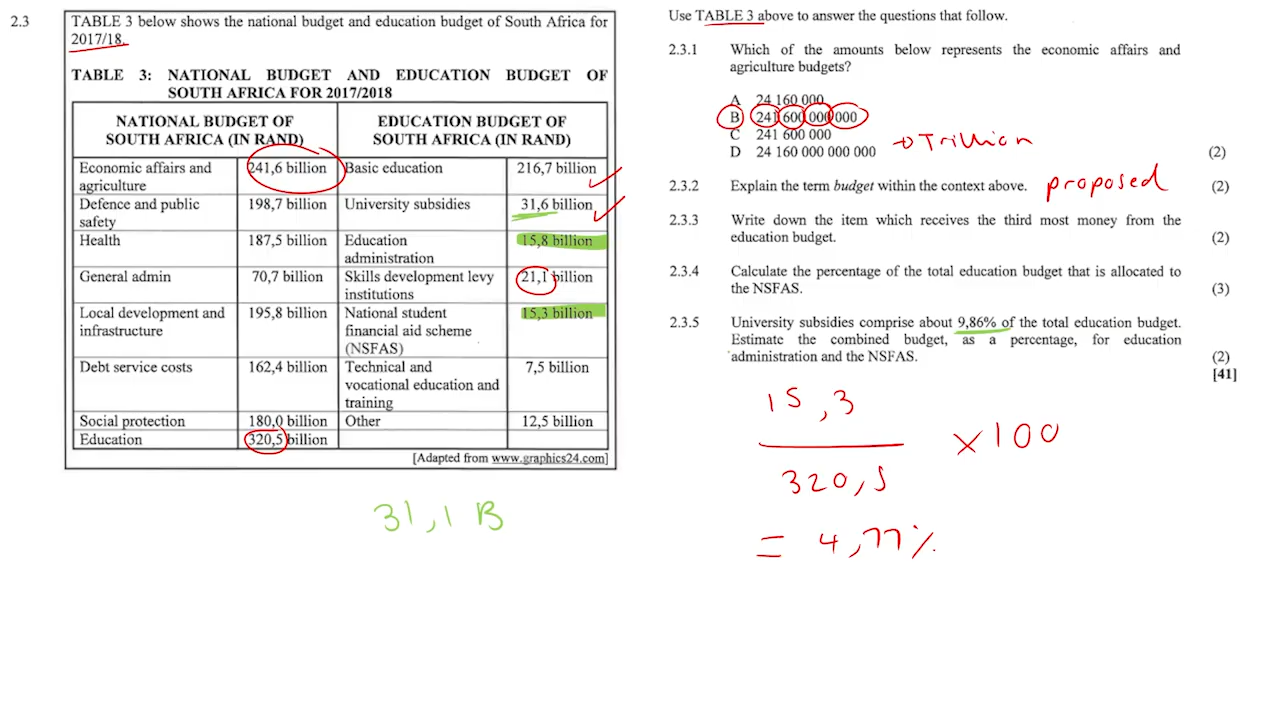 2.3
TABLE 3 below shows the national budget and education budget of South Africa for
2017/18.
TABLE 3: NATIONAL BUDGET AND EDUCATION BUDGET OF
SOUTH AFRICA FOR 2017/2018
NATIONAL BUDGET OF SOUTH AFRICA (IN RAND) EDUCATION BUDGET OF SOUTH AFRICA (IN RAND)
Economic affairs and agriculture 241,6 billion Basic education 216,7 billion
Defence and public safety 198,7 billion University subsidies 31,6 billion
Health 187,5 billion Education administration 15,8 billion
General admin 70,7 billion Skills development levy institutions 21,1 billion
Local development and infrastructure 195,8 billion National student financial aid scheme (NSFAS) 15,3 billion
Debt service costs 162,4 billion Technical and vocational education and training 7,5 billion
Social protection 180,0 billion Other 12,5 billion
Education 320,5 billion
[Adapted from www.graphics24.com]
31,1 B
Use TABLE 3 above to answer the questions that follow.
2.3.1 Which of the amounts below represents the economic affairs and
agriculture budgets?
A 24 160 000
B 241 600 000 000
C 241 600 000
D 24 160 000 000 000 → Trillion
(2)
2.3.2 Explain the term budget within the context above. proposed (2)
2.3.3 Write down the item which receives the third most money from the
education budget. (2)
2.3.4 Calculate the percentage of the total education budget that is allocated to
the NSFAS. (3)
2.3.5 University subsidies comprise about 9,86% of the total education budget.
Estimate the combined budget, as a percentage, for education
administration and the NSFAS. (2)
[41]
15,3
× 100
320,5
= 4,77%